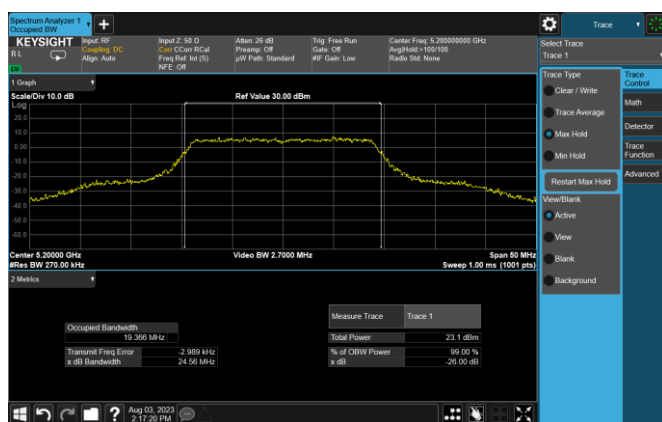 Spectrum Analyzer 1
Occupied BW
Trace
KEYSIGHT
Input: RF
Coupling: DC
Align: Auto
Input Z: 50 Ω
Corr CCorr RCal
Freq Ref: Int (S)
NFE: Off
Atten: 26 dB
Preamp: Off
µW Path: Standard
Trig: Free Run
Gate: Off
#IF Gain: Low
Center Freq: 5.200000000 GHz
Avg|Hold:>100/100
Radio Std: None
R L
Select Trace
Trace 1
1 Graph
Scale/Div 10.0 dB
Ref Value 30.00 dBm
Log
20.0
10.0
0.00
-10.0
-20.0
-30.0
-40.0
-50.0
-60.0
Center 5.20000 GHz
#Res BW 270.00 kHz
Video BW 2.7000 MHz
Span 50 MHz
Sweep 1.00 ms (1001 pts)
Trace Type
Clear / Write
Trace Average
Max Hold
Min Hold
Restart Max Hold
View/Blank
Active
View
Blank
Background
Trace
Control
Math
Detector
Trace
Function
Advanced
2 Metrics
Occupied Bandwidth
19.366 MHz
Transmit Freq Error -2.989 kHz
x dB Bandwidth 24.56 MHz
Measure Trace Trace 1
Total Power 23.1 dBm
% of OBW Power 99.00 %
x dB -26.00 dB
Aug 03, 2023
2:17:20 PM